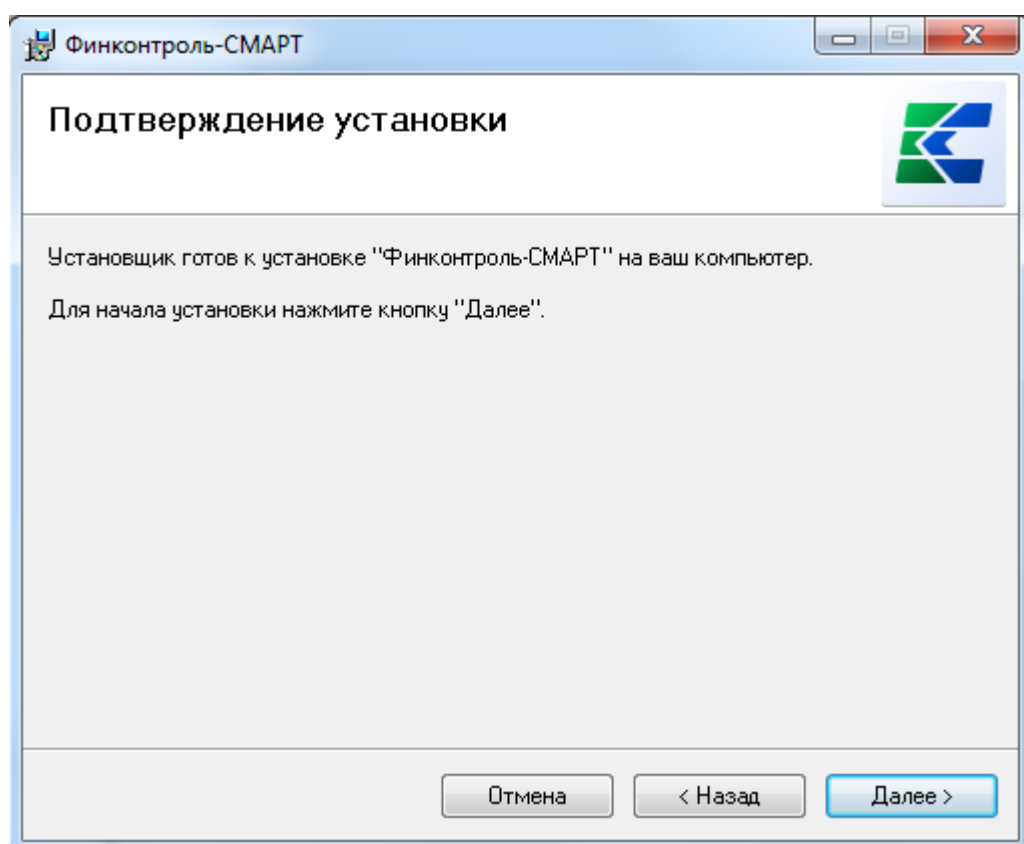 Финконтроль-СМАРТ
Подтверждение установки
Установщик готов к установке "Финконтроль-СМАРТ" на ваш компьютер.
Для начала установки нажмите кнопку "Далее".
Отмена
< Назад
Далее >